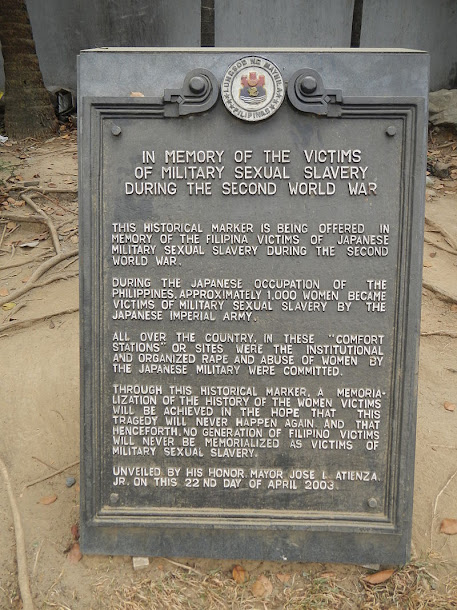 LUNGSOD NG MAYNILA
PILIPINAS
IN MEMORY OF THE VICTIMS
OF MILITARY SEXUAL SLAVERY
DURING THE SECOND WORLD WAR
THIS HISTORICAL MARKER IS BEING OFFERED IN
MEMORY OF THE FILIPINA VICTIMS OF JAPANESE
MILITARY SEXUAL SLAVERY DURING THE SECOND
WORLD WAR.
DURING THE JAPANESE OCCUPATION OF THE
PHILIPPINES, APPROXIMATELY 1,000 WOMEN BECAME
VICTIMS OF MILITARY SEXUAL SLAVERY BY THE
JAPANESE IMPERIAL ARMY.
ALL OVER THE COUNTRY, IN THESE "COMFORT
STATIONS" OR SITES WERE THE INSTITUTIONAL
AND ORGANIZED RAPE AND ABUSE OF WOMEN BY
THE JAPANESE MILITARY WERE COMMITTED.
THROUGH THIS HISTORICAL MARKER, A MEMORIA-
LIZATION OF THE HISTORY OF THE WOMEN VICTIMS
WILL BE ACHIEVED IN THE HOPE THAT THIS
TRAGEDY WILL NEVER HAPPEN AGAIN. AND THAT
HENCEFORTH, NO GENERATION OF FILIPINO VICTIMS
WILL NEVER BE MEMORIALIZED AS VICTIMS OF
MILITARY SEXUAL SLAVERY.
UNVEILED BY HIS HONOR, MAYOR JOSE L. ATIENZA,
JR. ON THIS 22ND DAY OF APRIL 2003.